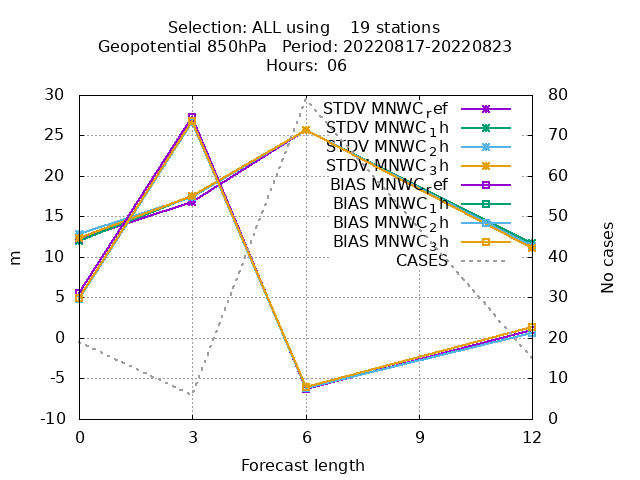 Selection: ALL using 19 stations
Geopotential 850hPa Period: 20220817-20220823
Hours: 06
30 80
STDV MNWC_ref
STDV MNWC_1h
25 70
STDV MNWC_2h
STDV MNWC_3h
20 60
BIAS MNWC_ref
BIAS MNWC_1h
15 50
BIAS MNWC_2h
BIAS MNWC_3h
10 40
CASES
m
No cases
5 30
0 20
-5 10
-10 0
0 3 6 9 12
Forecast length